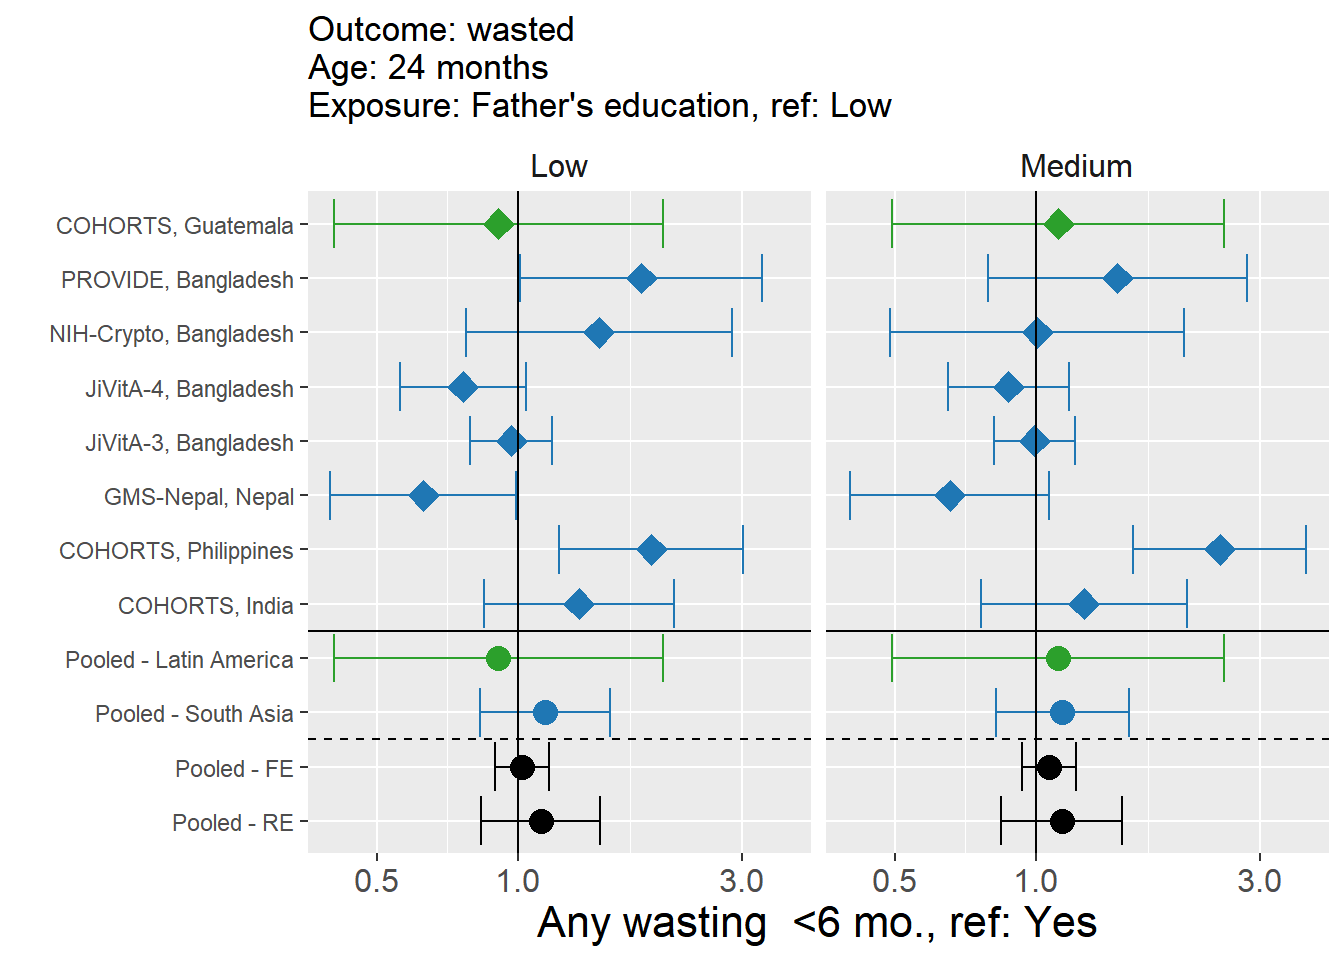 Outcome: wasted
Age: 24 months
Exposure: Father's education, ref: Low
Low
Medium
COHORTS, Guatemala
PROVIDE, Bangladesh
NIH-Crypto, Bangladesh
JiVitA-4, Bangladesh
JiVitA-3, Bangladesh
GMS-Nepal, Nepal
COHORTS, Philippines
COHORTS, India
Pooled - Latin America
Pooled - South Asia
Pooled - FE
Pooled - RE
0.5 1.0 3.0 0.5 1.0 3.0
Any wasting  <6 mo., ref: Yes